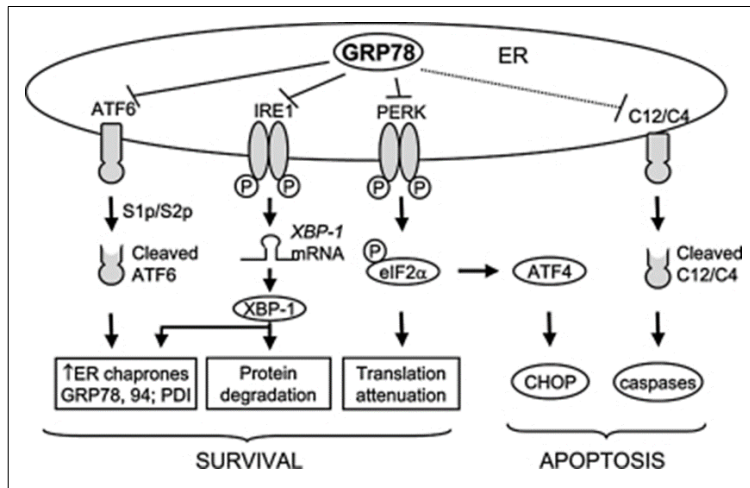 GRP78
ER
ATF6
IRE1
PERK
C12/C4
P
P
P
P
S1p/S2p
XBP-1
mRNA
Cleaved
ATF6
P
eIF2α
ATF4
Cleaved
C12/C4
XBP-1
↑ER chaprones
GRP78, 94; PDI
Protein
degradation
Translation
attenuation
CHOP
caspases
SURVIVAL
APOPTOSIS